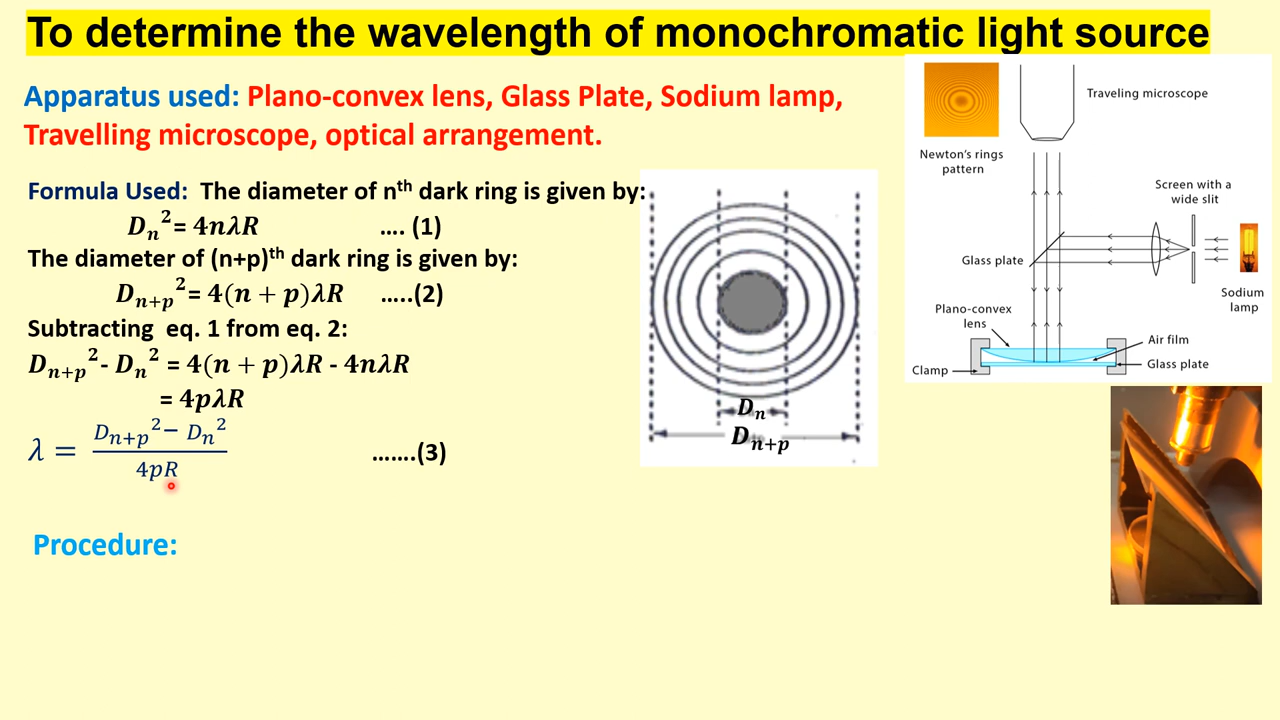 To determine the wavelength of monochromatic light source
Apparatus used: Plano-convex lens, Glass Plate, Sodium lamp,
Travelling microscope, optical arrangement.
Formula Used: The diameter of nᵗʰ dark ring is given by:
Dₙ²= 4nλR …. (1)
The diameter of (n+p)ᵗʰ dark ring is given by:
Dₙ₊ₚ²= 4(n + p)λR …..(2)
Subtracting eq. 1 from eq. 2:
Dₙ₊ₚ²- Dₙ² = 4(n + p)λR - 4nλR
= 4pλR
λ = (Dₙ₊ₚ²− Dₙ²)/(4pR) …….(3)
Procedure:
Dₙ
Dₙ₊ₚ
Traveling microscope
Newton's rings
pattern
Screen with a
wide slit
Glass plate
Sodium
lamp
Plano-convex
lens
Air film
Glass plate
Clamp